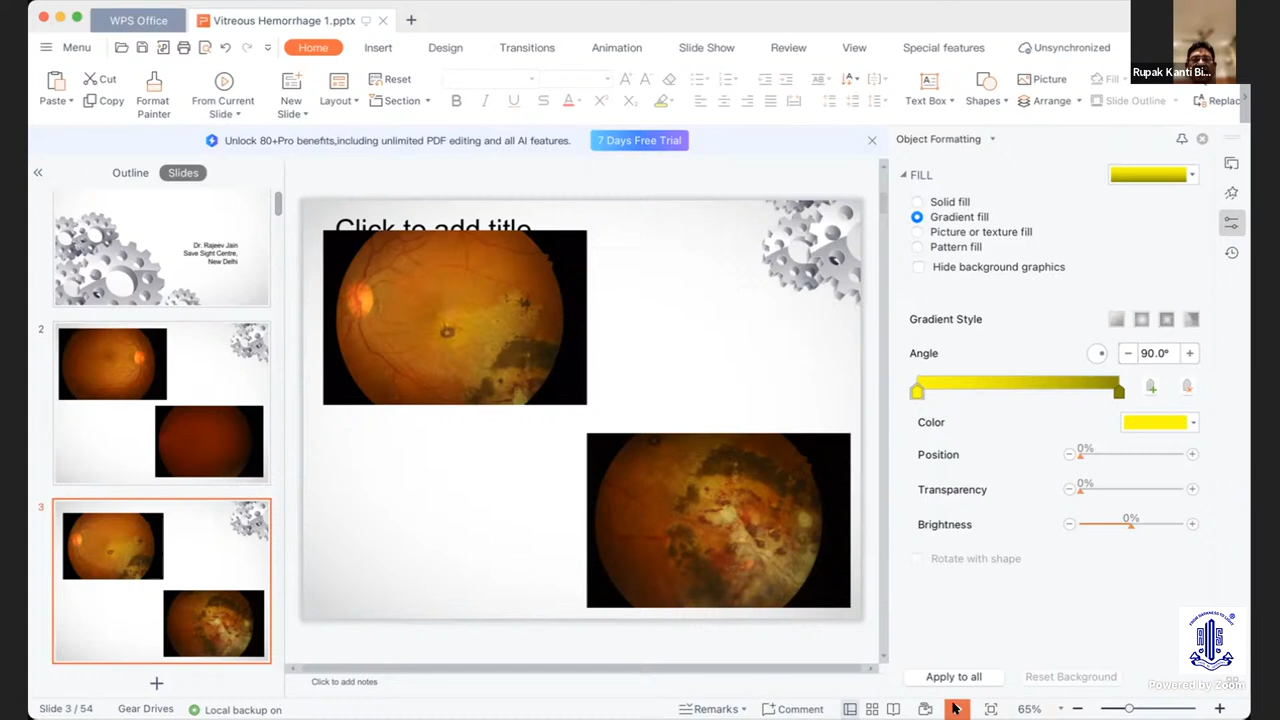 WPS Office
Vitreous Hemorrhage 1.pptx
Menu
Home
Insert
Design
Transitions
Animation
Slide Show
Review
View
Special features
Unsynchronized
Rupak Kanti Bi...
Cut
Paste
Copy
Format Painter
From Current Slide
New Slide
Layout
Reset
Section
B I U S A X² X₂
Text Box
Shapes
Picture
Arrange
Fill
Slide Outline
Replac
Unlock 80+Pro benefits,including unlimited PDF editing and all AI features.
7 Days Free Trial
Outline
Slides
Dr. Rajeev Jain
Save Sight Centre,
New Delhi
2
3
Click to add title
Click to add notes
Object Formatting
FILL
Solid fill
Gradient fill
Picture or texture fill
Pattern fill
Hide background graphics
Gradient Style
Angle
90.0°
Color
Position
0%
Transparency
0%
Brightness
0%
Rotate with shape
Apply to all
Reset Background
Powered by Zoom
Slide 3 / 54
Gear Drives
Local backup on
Remarks
Comment
65%